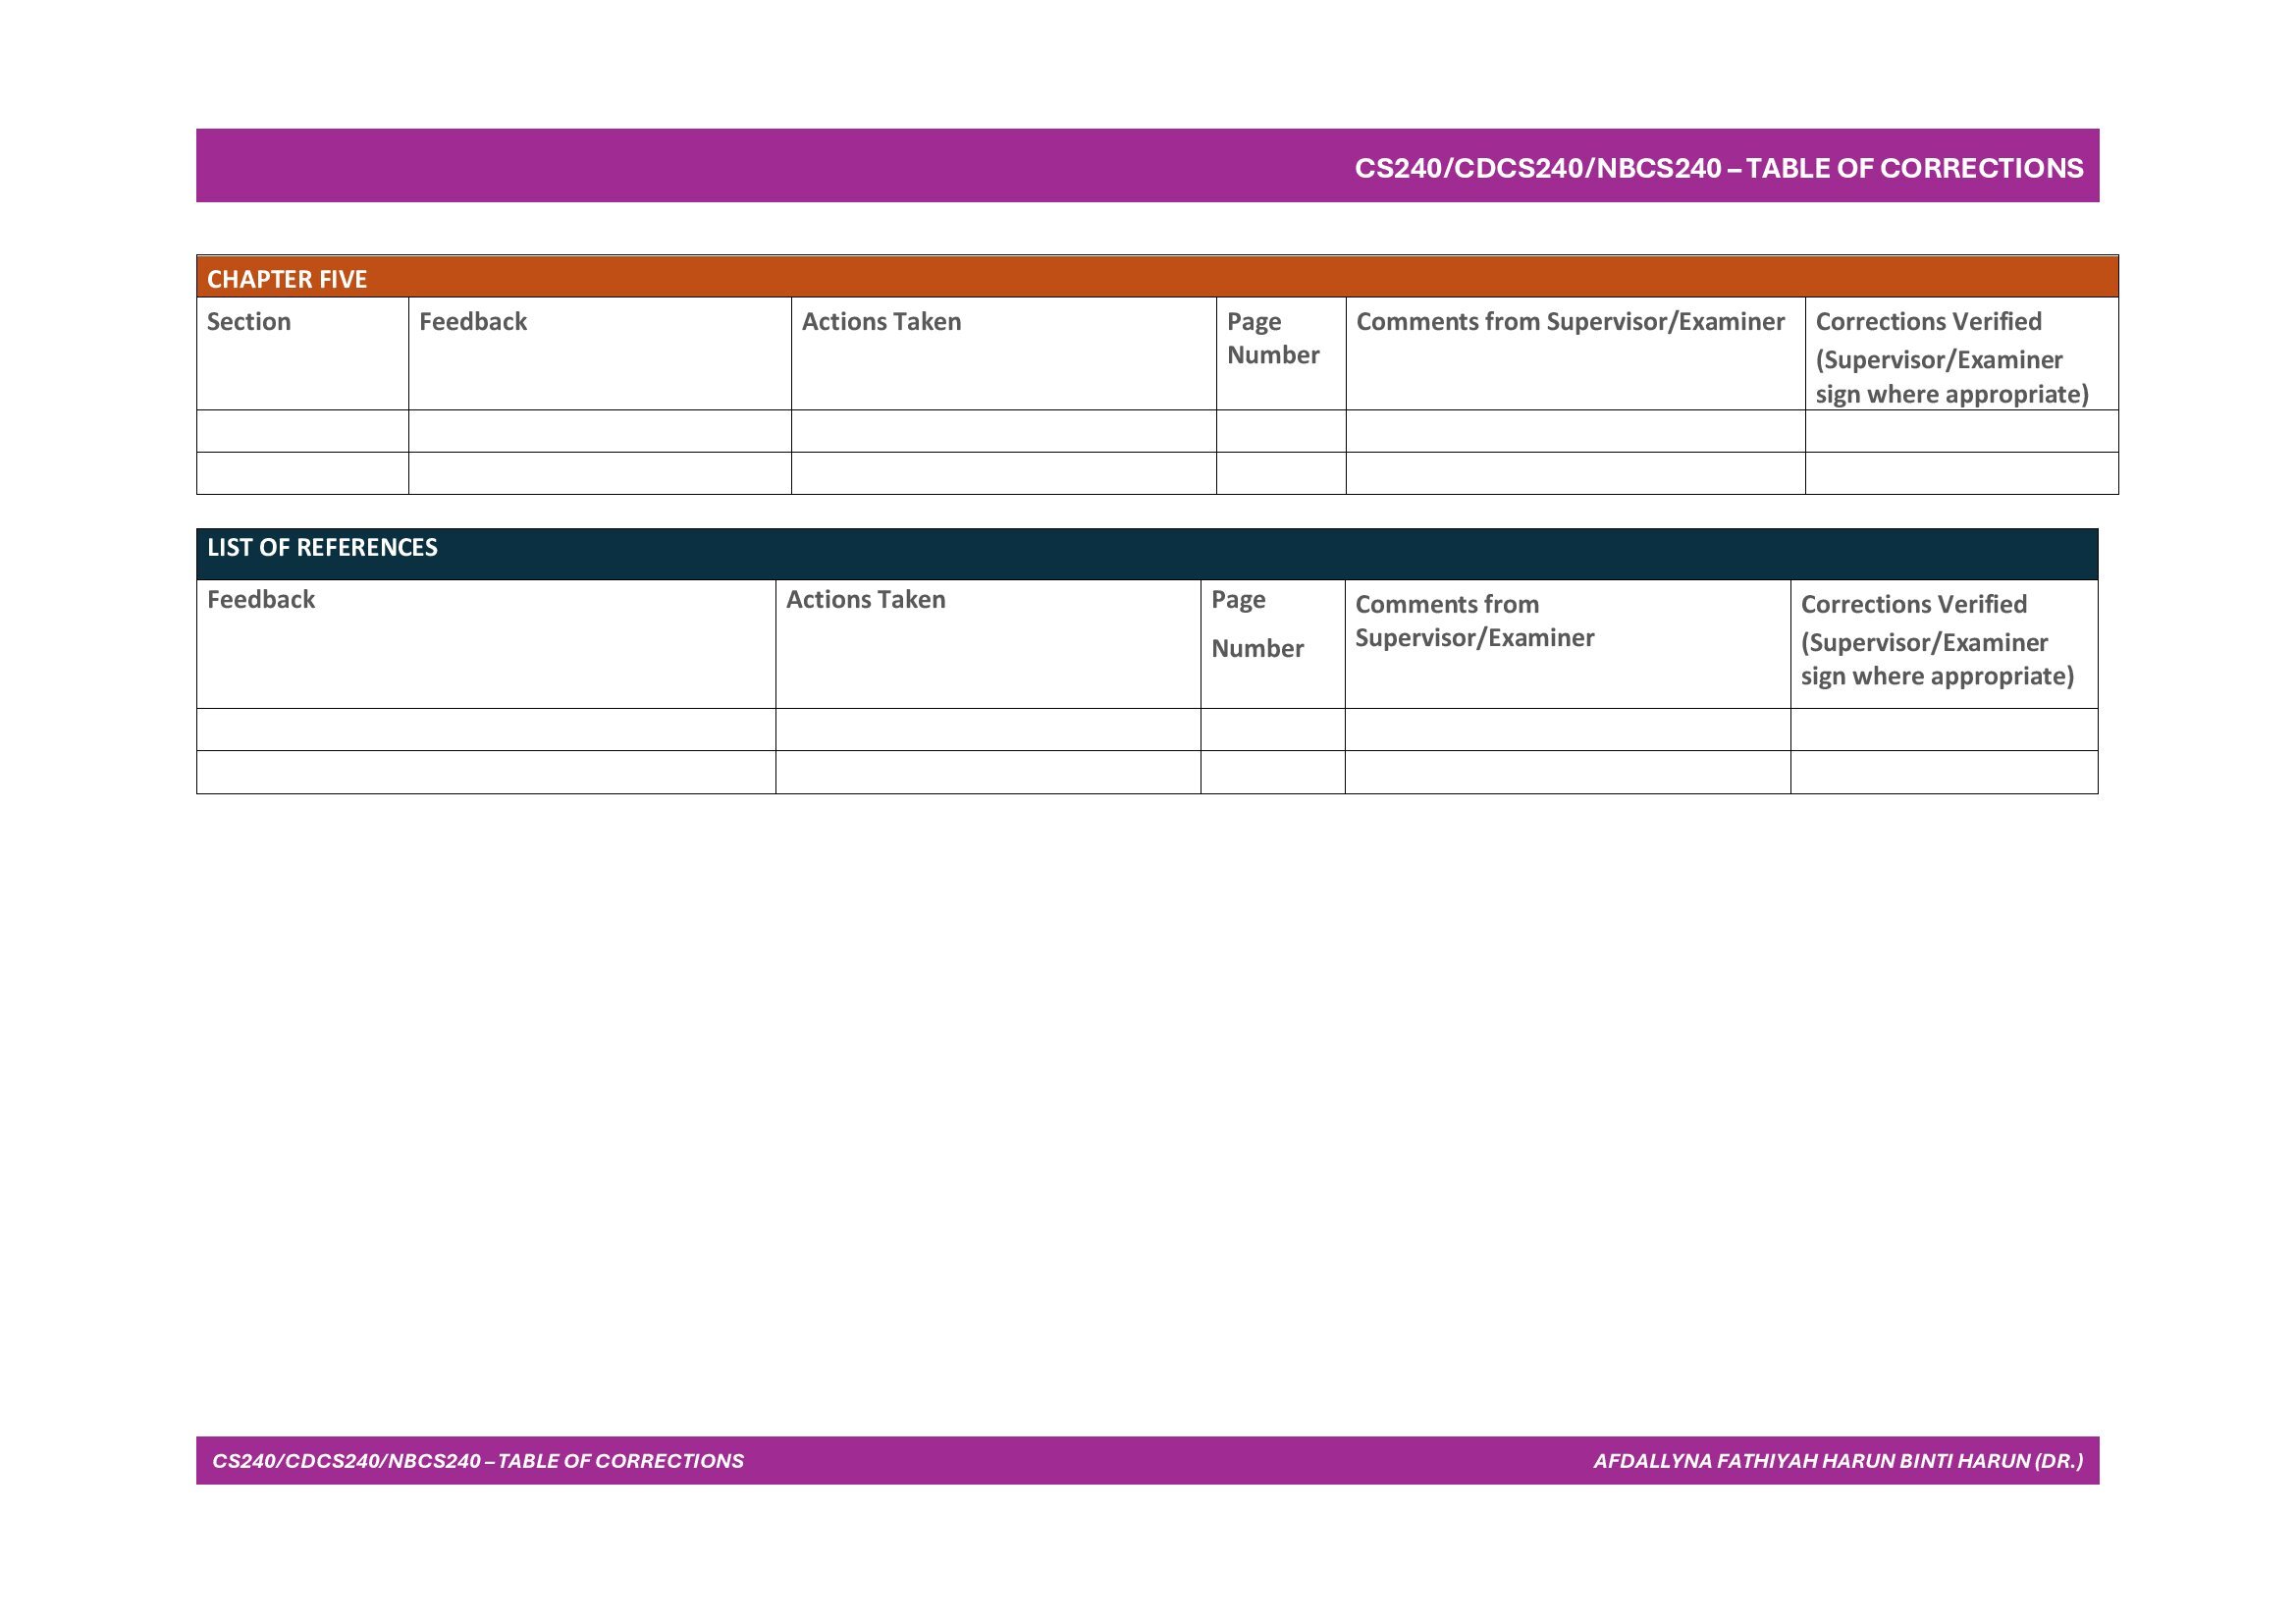 CS240/CDCS240/NBCS240 – TABLE OF CORRECTIONS
CHAPTER FIVE
Section
Feedback
Actions Taken
Page
Number
Comments from Supervisor/Examiner
Corrections Verified
(Supervisor/Examiner
sign where appropriate)
LIST OF REFERENCES
Feedback
Actions Taken
Page
Number
Comments from
Supervisor/Examiner
Corrections Verified
(Supervisor/Examiner
sign where appropriate)
CS240/CDCS240/NBCS240 – TABLE OF CORRECTIONS
AFDALLYNA FATHIYAH HARUN BINTI HARUN (DR.)